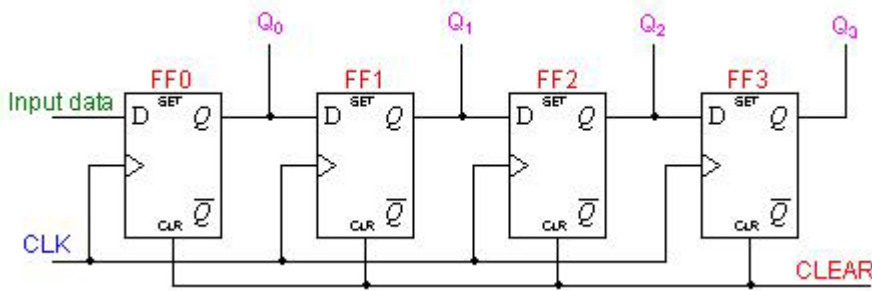 Q0 Q1 Q2 Q3
FF0 FF1 FF2 FF3
Input data
D SET Q D SET Q D SET Q D SET Q
Q Q Q Q
CLR CLR CLR CLR
CLK
CLEAR